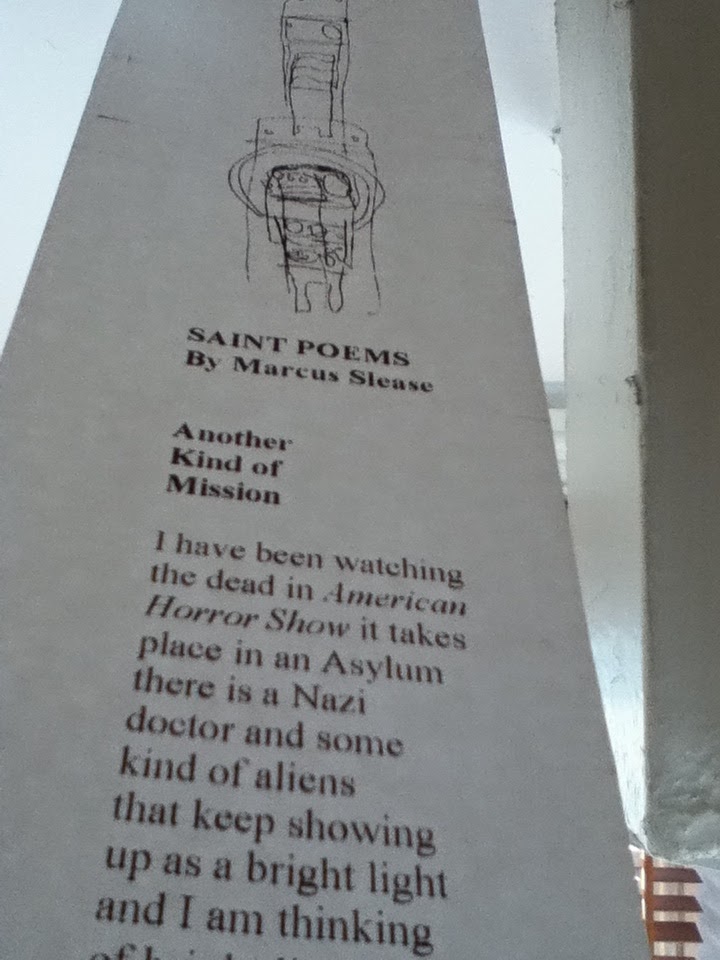 SAINT POEMS
By Marcus Slease
Another
Kind of
Mission
I have been watching
the dead in American
Horror Show it takes
place in an Asylum
there is a Nazi
doctor and some
kind of aliens
that keep showing
up as a bright light
and I am thinking
of